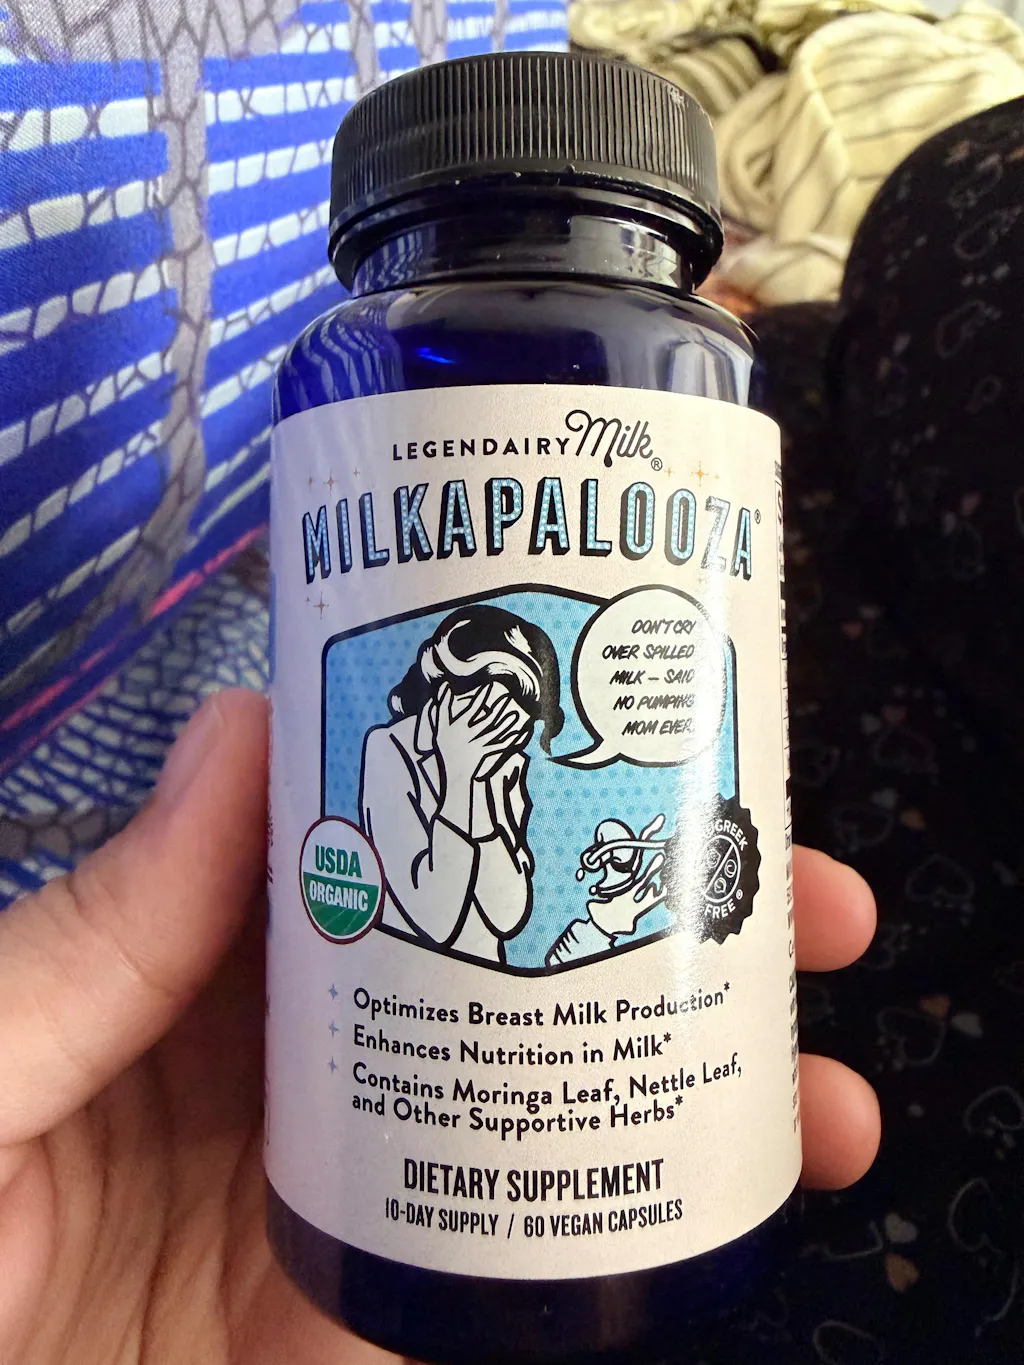 LEGENDAIRY Milk®
MILKAPALOOZA®
DON'T CRY
OVER SPILLED
MILK – SAID
NO PUMPING
MOM EVER.
USDA
ORGANIC
GREEK
FREE®
Optimizes Breast Milk Production*
Enhances Nutrition in Milk*
Contains Moringa Leaf, Nettle Leaf,
and Other Supportive Herbs*
DIETARY SUPPLEMENT
10-DAY SUPPLY / 60 VEGAN CAPSULES